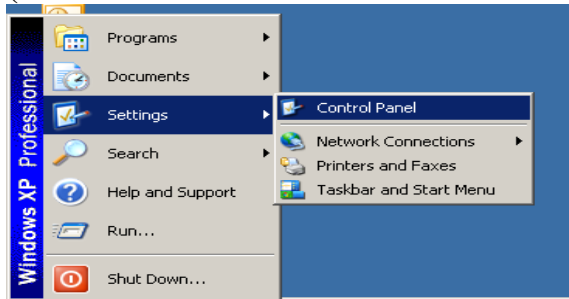 Windows XP Professional
Programs
Documents
Settings
Search
Help and Support
Run...
Shut Down...
Control Panel
Network Connections
Printers and Faxes
Taskbar and Start Menu